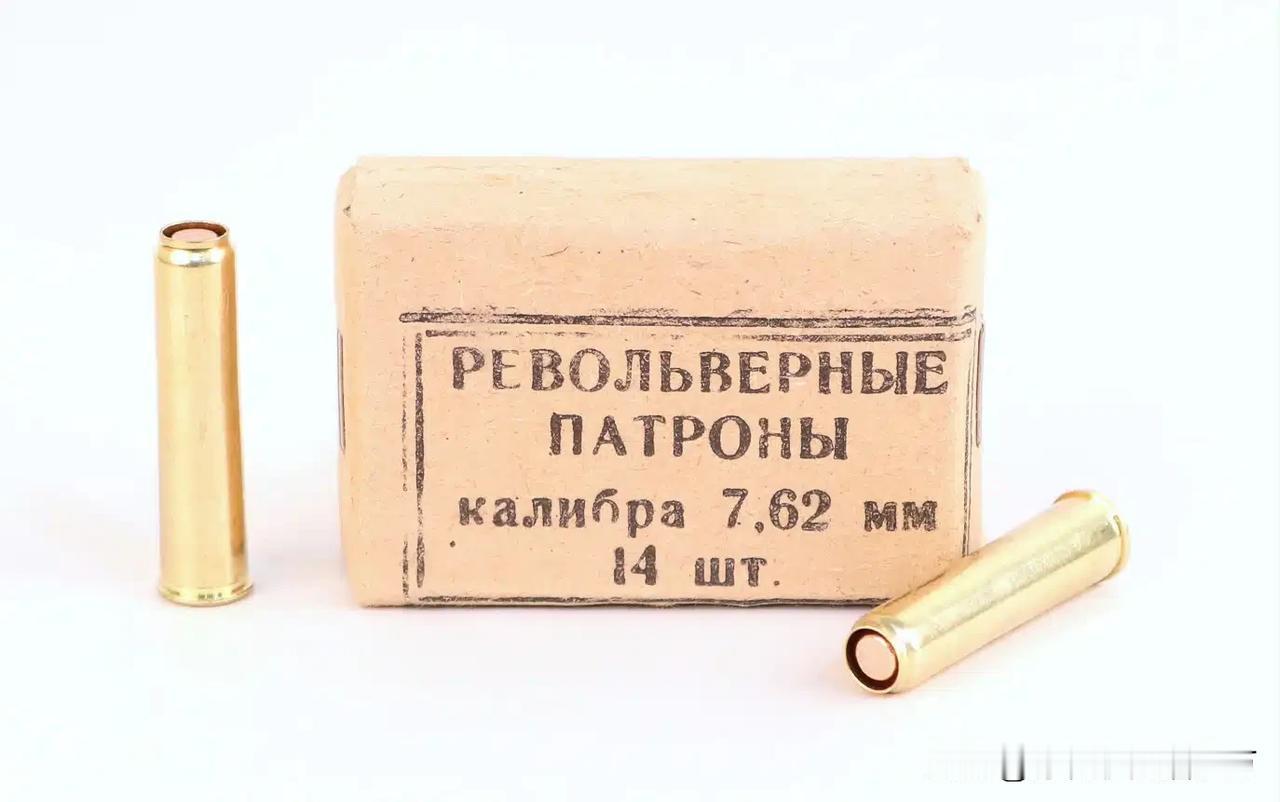 РЕВОЛЬВЕРНЫЕ
ПАТРОНЫ
калибра 7,62 мм
14 шт.